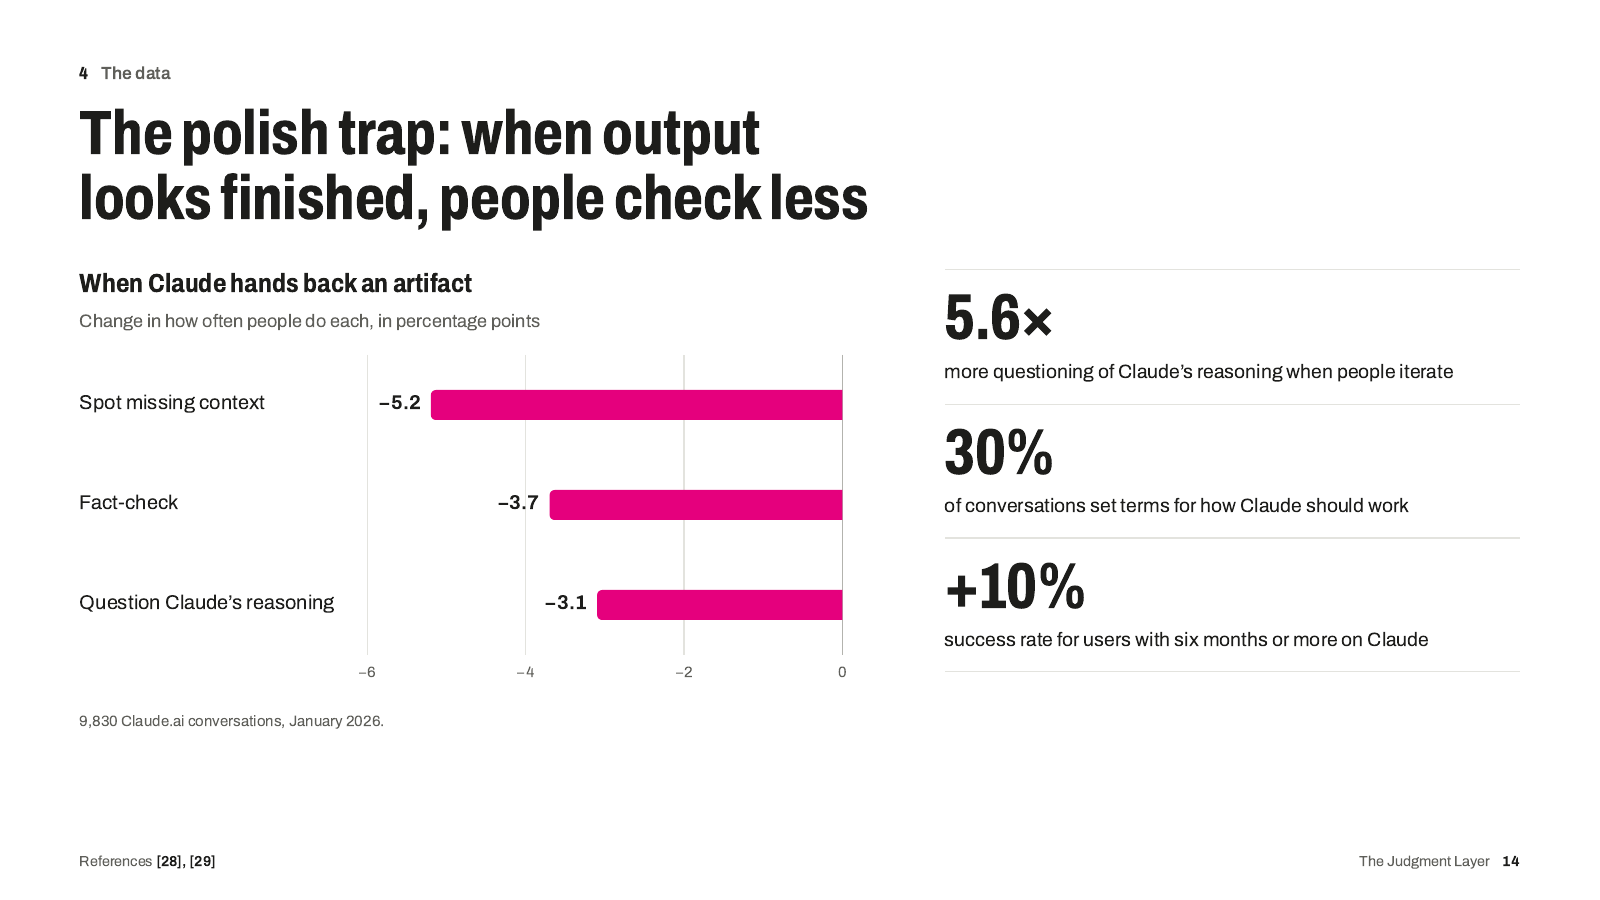 4 The data
The polish trap: when output
looks finished, people check less
When Claude hands back an artifact
Change in how often people do each, in percentage points
Spot missing context
–5.2
Fact-check
–3.7
Question Claude’s reasoning
–3.1
–6
–4
–2
0
9,830 Claude.ai conversations, January 2026.
5.6×
more questioning of Claude’s reasoning when people iterate
30%
of conversations set terms for how Claude should work
+10%
success rate for users with six months or more on Claude
References [28], [29]
The Judgment Layer 14